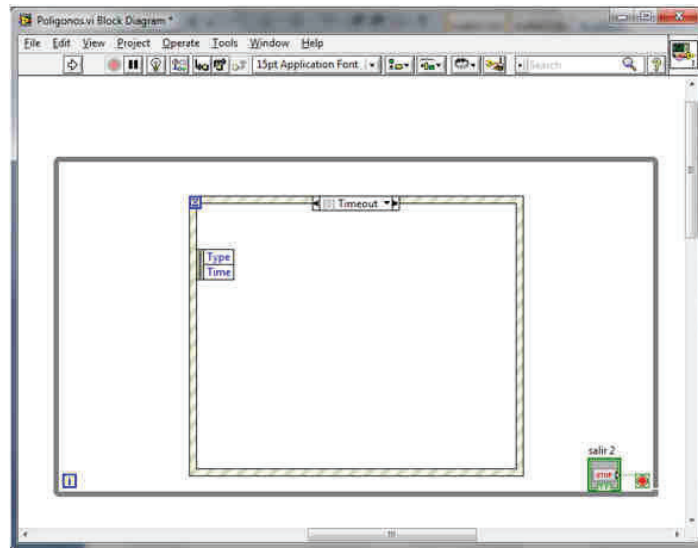 Poligonos.vi Block Diagram *
File Edit View Project Operate Tools Window Help
15pt Application Font Search
Timeout
Type
Time
salir 2
STOP
i